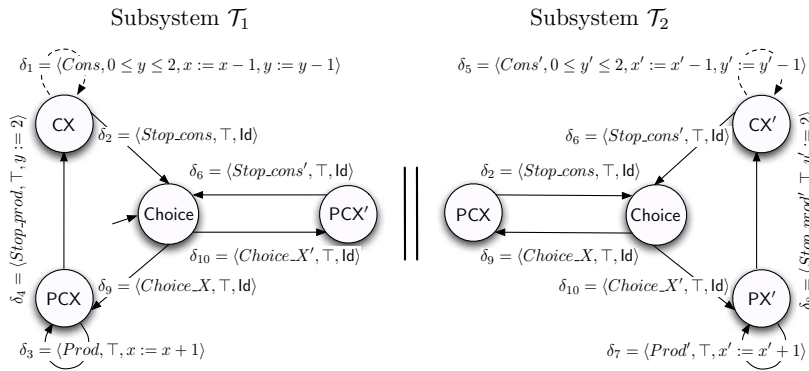 Subsystem 𝒯₁
Subsystem 𝒯₂
δ₁ = ⟨Cons, 0 ≤ y ≤ 2, x := x − 1, y := y − 1⟩
δ₅ = ⟨Cons′, 0 ≤ y′ ≤ 2, x′ := x′ − 1, y′ := y′ − 1⟩
CX
CX′
δ₂ = ⟨Stop_cons, ⊤, Id⟩
δ₆ = ⟨Stop_cons′, ⊤, Id⟩
δ₆ = ⟨Stop_cons′, ⊤, Id⟩
δ₂ = ⟨Stop_cons, ⊤, Id⟩
δ₄ = ⟨Stop_prod, ⊤, y := 2⟩
Choice
PCX′
PCX
Choice
⟨Stop_prod′, ⊤, y′ := 2⟩
δ₁₀ = ⟨Choice_X′, ⊤, Id⟩
δ₉ = ⟨Choice_X, ⊤, Id⟩
δ₉ = ⟨Choice_X, ⊤, Id⟩
δ₁₀ = ⟨Choice_X′, ⊤, Id⟩
PCX
PX′
δ₃ = ⟨Prod, ⊤, x := x + 1⟩
δ₇ = ⟨Prod′, ⊤, x′ := x′ + 1⟩